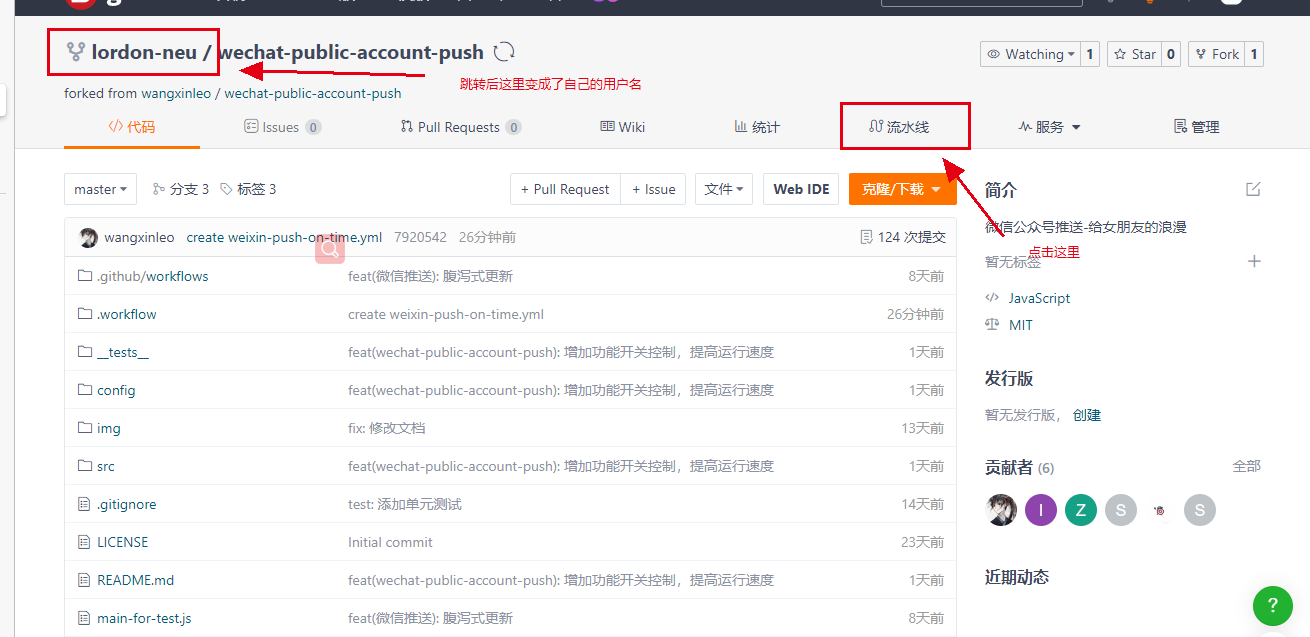 lordon-neu / wechat-public-account-push
Watching 1 Star 0 Fork 1
跳转后这里变成了自己的用户名
forked from wangxinleo / wechat-public-account-push
代码 Issues 0 Pull Requests 0 Wiki 统计 流水线 服务 管理
master 分支 3 标签 3 + Pull Request + Issue 文件 Web IDE 克隆/下载
简介
wangxinleo create weixin-push-on-time.yml 7920542 26分钟前 124 次提交
微信公众号推送-给女朋友的浪漫
点击这里
暂无标签
.github/workflows feat(微信推送): 腹泻式更新 8天前
JavaScript
.workflow create weixin-push-on-time.yml 26分钟前
MIT
__tests__ feat(wechat-public-account-push): 增加功能开关控制，提高运行速度 1天前
发行版
config feat(wechat-public-account-push): 增加功能开关控制，提高运行速度 1天前
暂无发行版， 创建
img fix: 修改文档 13天前
贡献者 (6) 全部
src feat(wechat-public-account-push): 增加功能开关控制，提高运行速度 1天前
.gitignore test: 添加单元测试 14天前
I Z S S
LICENSE Initial commit 23天前
README.md feat(wechat-public-account-push): 增加功能开关控制，提高运行速度 1天前
近期动态
main-for-test.js feat(微信推送): 腹泻式更新 8天前
?